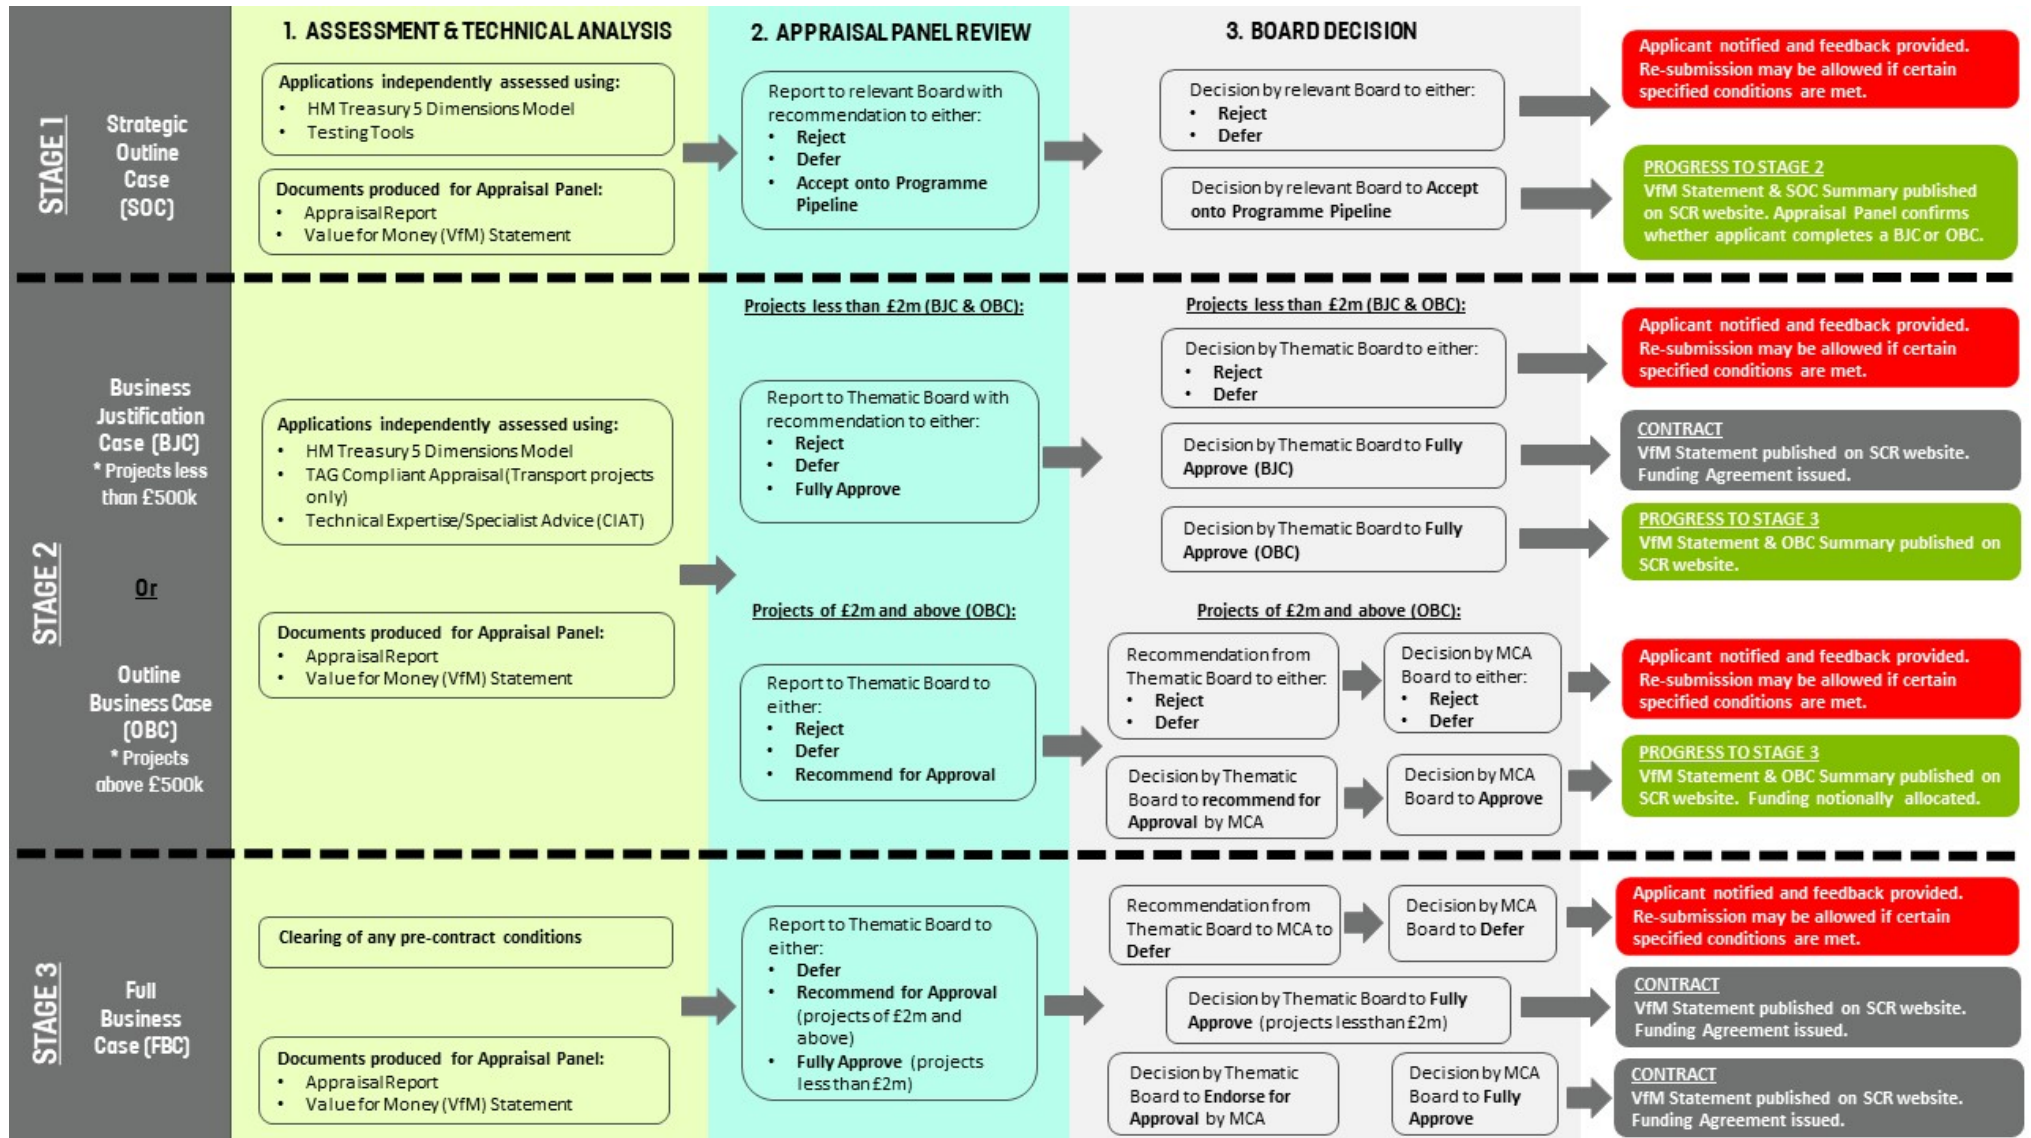 1. ASSESSMENT & TECHNICAL ANALYSIS
2. APPRAISAL PANEL REVIEW
3. BOARD DECISION
STAGE 1
Strategic
Outline
Case
(SOC)
Applications independently assessed using:
• HM Treasury 5 Dimensions Model
• Testing Tools
Documents produced for Appraisal Panel:
• Appraisal Report
• Value for Money (VfM) Statement
Report to relevant Board with
recommendation to either:
• Reject
• Defer
• Accept onto Programme
Pipeline
Decision by relevant Board to either:
• Reject
• Defer
Decision by relevant Board to Accept
onto Programme Pipeline
Applicant notified and feedback provided.
Re-submission may be allowed if certain
specified conditions are met.
PROGRESS TO STAGE 2
VfM Statement & SOC Summary published
on SCR website. Appraisal Panel confirms
whether applicant completes a BJC or OBC.
STAGE 2
Business
Justification
Case (BJC)
* Projects less
than £500k
Or
Outline
Business Case
(OBC)
* Projects
above £500k
Applications independently assessed using:
• HM Treasury 5 Dimensions Model
• TAG Compliant Appraisal (Transport projects
only)
• Technical Expertise/Specialist Advice (CIAT)
Documents produced for Appraisal Panel:
• Appraisal Report
• Value for Money (VfM) Statement
Projects less than £2m (BJC & OBC):
Report to Thematic Board with
recommendation to either:
• Reject
• Defer
• Fully Approve
Projects of £2m and above (OBC):
Report to Thematic Board to
either:
• Reject
• Defer
• Recommend for Approval
Projects less than £2m (BJC & OBC):
Decision by Thematic Board to either:
• Reject
• Defer
Decision by Thematic Board to Fully
Approve (BJC)
Decision by Thematic Board to Fully
Approve (OBC)
Projects of £2m and above (OBC):
Recommendation from
Thematic Board to either:
• Reject
• Defer
Decision by MCA
Board to either:
• Reject
• Defer
Decision by Thematic
Board to recommend for
Approval by MCA
Decision by MCA
Board to Approve
Applicant notified and feedback provided.
Re-submission may be allowed if certain
specified conditions are met.
CONTRACT
VfM Statement published on SCR website.
Funding Agreement issued.
PROGRESS TO STAGE 3
VfM Statement & OBC Summary published on
SCR website.
Applicant notified and feedback provided.
Re-submission may be allowed if certain
specified conditions are met.
PROGRESS TO STAGE 3
VfM Statement & OBC Summary published on
SCR website. Funding notionally allocated.
STAGE 3
Full
Business
Case (FBC)
Clearing of any pre-contract conditions
Documents produced for Appraisal Panel:
• Appraisal Report
• Value for Money (VfM) Statement
Report to Thematic Board to
either:
• Defer
• Recommend for Approval
(projects of £2m and
above)
• Fully Approve (projects
less than £2m)
Recommendation from
Thematic Board to MCA to
Defer
Decision by MCA
Board to Defer
Decision by Thematic Board to Fully
Approve (projects less than £2m)
Decision by Thematic
Board to Endorse for
Approval by MCA
Decision by MCA
Board to Fully
Approve
Applicant notified and feedback provided.
Re-submission may be allowed if certain
specified conditions are met.
CONTRACT
VfM Statement published on SCR website.
Funding Agreement issued.
CONTRACT
VfM Statement published on SCR website.
Funding Agreement issued.